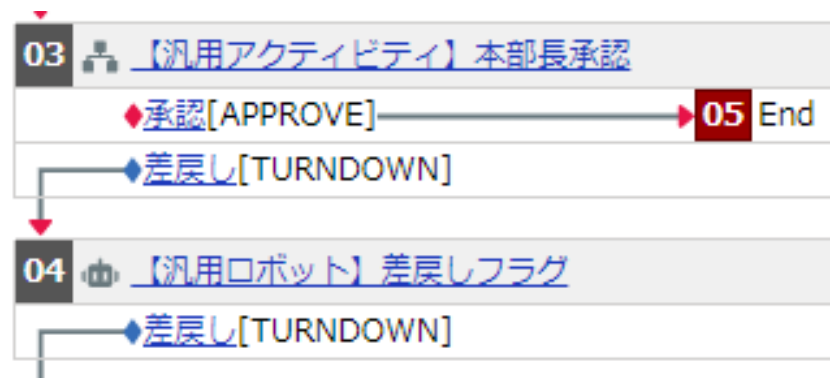 03 【汎用アクティビティ】本部長承認
承認[APPROVE] 05 End
差戻し[TURNDOWN]
04 【汎用ロボット】差戻しフラグ
差戻し[TURNDOWN]